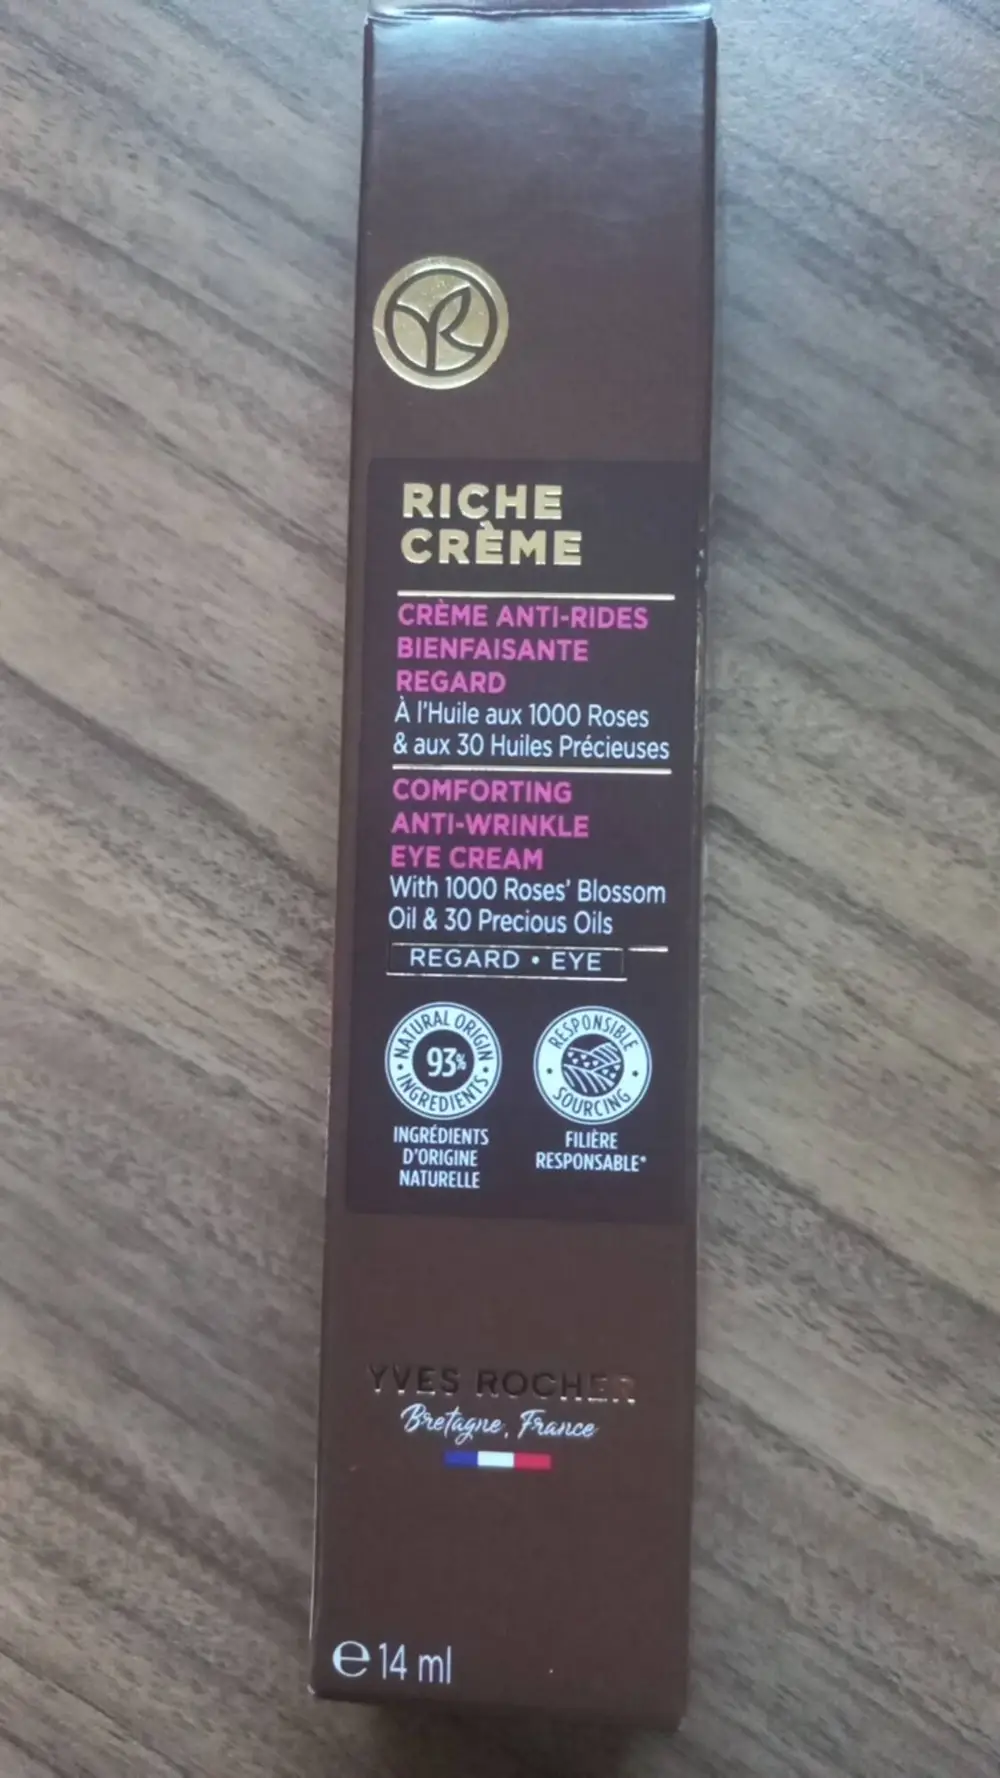 RICHE
CRÈME
CRÈME ANTI-RIDES
BIENFAISANTE
REGARD
À l'Huile aux 1000 Roses
& aux 30 Huiles Précieuses
COMFORTING
ANTI-WRINKLE
EYE CREAM
With 1000 Roses' Blossom
Oil & 30 Precious Oils
REGARD • EYE
NATURAL ORIGIN
93%
• INGREDIENTS •
INGRÉDIENTS
D'ORIGINE
NATURELLE
RESPONSIBLE
• SOURCING •
FILIÈRE
RESPONSABLE*
YVES ROCHER
Bretagne, France
e 14 ml